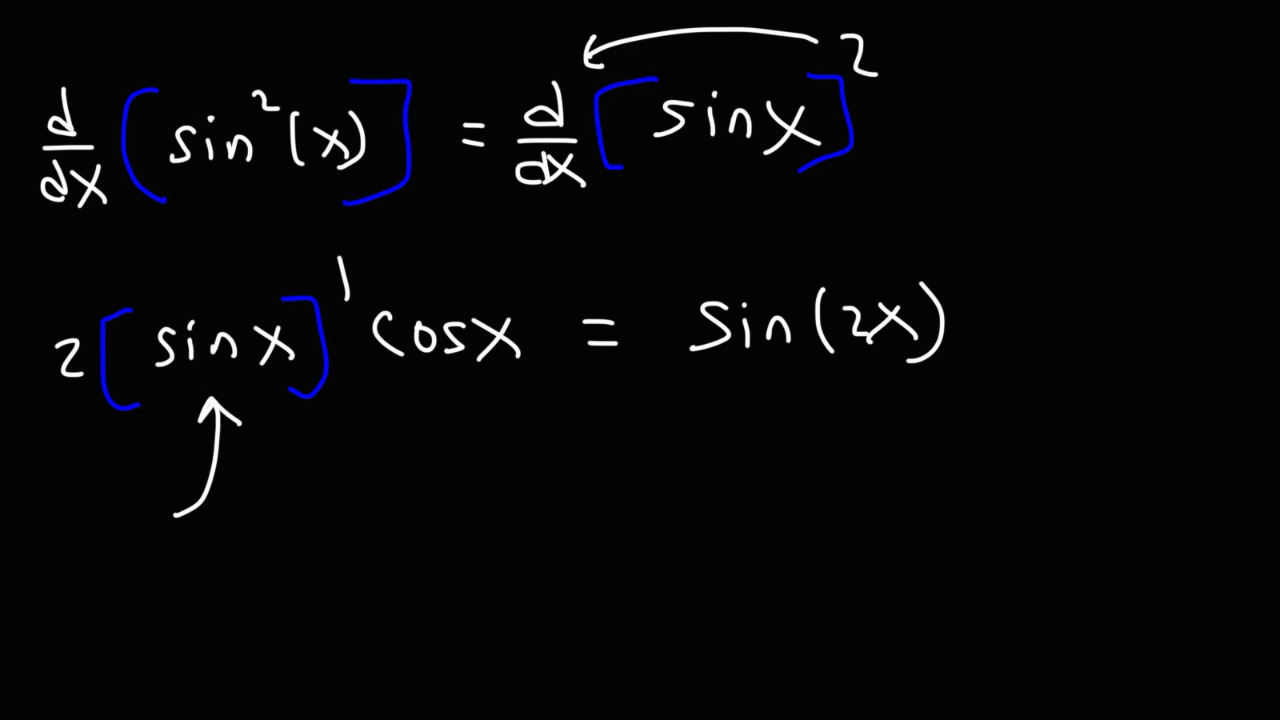 d/dx [sin²(x)] = d/dx [sinx]²
2[sinx]¹ cosx = sin(2x)